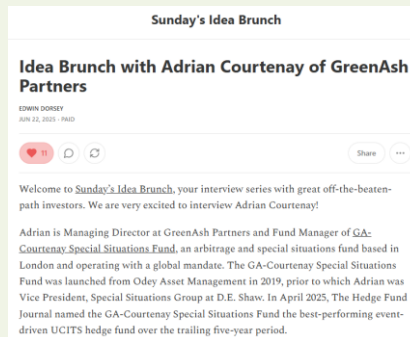 Sunday's Idea Brunch
Idea Brunch with Adrian Courtenay of GreenAsh
Partners
EDWIN DORSEY
JUN 22, 2025 · PAID
11
Share
Welcome to Sunday's Idea Brunch, your interview series with great off-the-beaten-
path investors. We are very excited to interview Adrian Courtenay!
Adrian is Managing Director at GreenAsh Partners and Fund Manager of GA-
Courtenay Special Situations Fund, an arbitrage and special situations fund based in
London and operating with a global mandate. The GA-Courtenay Special Situations
Fund was launched from Odey Asset Management in 2019, prior to which Adrian was
Vice President, Special Situations Group at D.E. Shaw. In April 2025, The Hedge Fund
Journal named the GA-Courtenay Special Situations Fund the best-performing event-
driven UCITS hedge fund over the trailing five-year period.